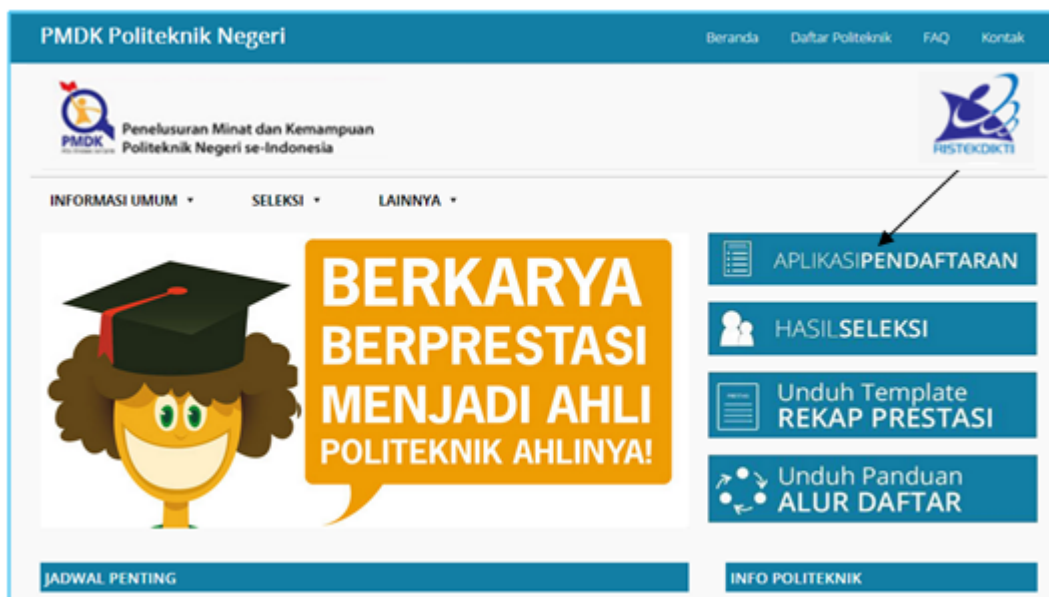 PMDK Politeknik Negeri
Beranda Daftar Politeknik FAQ Kontak
PMDK
Penelusuran Minat dan Kemampuan
Politeknik Negeri se-Indonesia
RISTEKDIKTI
INFORMASI UMUM SELEKSI LAINNYA
BERKARYA
BERPRESTASI
MENJADI AHLI
POLITEKNIK AHLINYA!
APLIKASIPENDAFTARAN
HASILSELEKSI
Unduh Template
REKAP PRESTASI
Unduh Panduan
ALUR DAFTAR
JADWAL PENTING
INFO POLITEKNIK